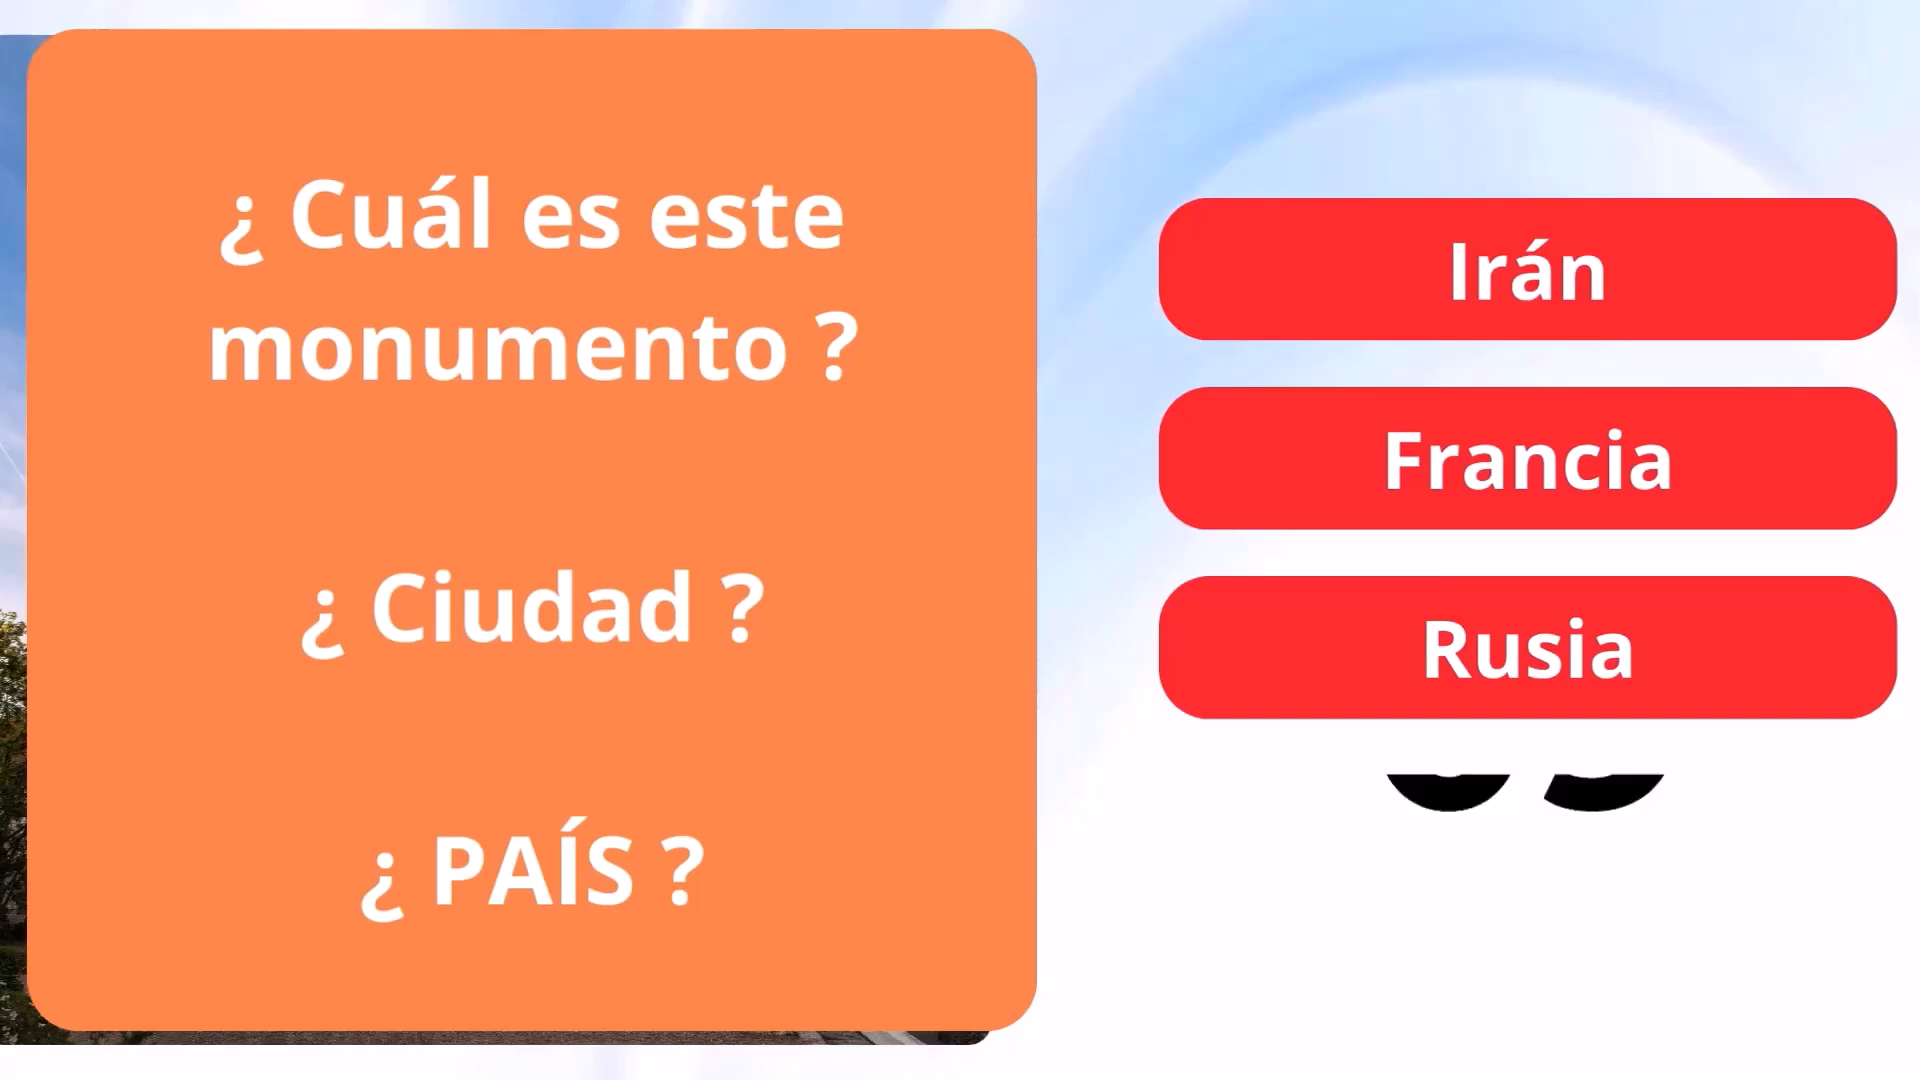 ¿ Cuál es este
monumento ?
¿ Ciudad ?
¿ PAÍS ?
Irán
Francia
Rusia